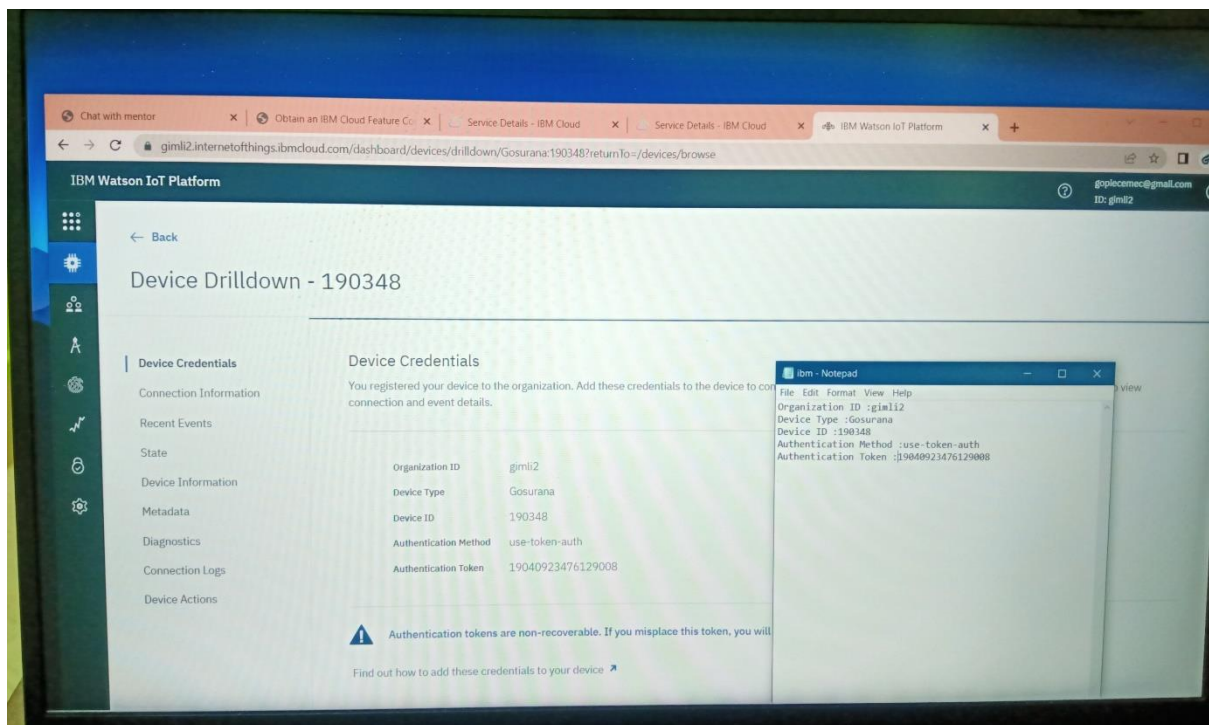 Chat with mentor
Obtain an IBM Cloud Feature Co
Service Details - IBM Cloud
Service Details - IBM Cloud
IBM Watson IoT Platform
gimli2.internetofthings.ibmcloud.com/dashboard/devices/drilldown/Gosurana:190348?returnTo=/devices/browse
IBM Watson IoT Platform
gopiecemec@gmail.com
ID: gimli2
Back
Device Drilldown - 190348
Device Credentials
Connection Information
Recent Events
State
Device Information
Metadata
Diagnostics
Connection Logs
Device Actions
Device Credentials
You registered your device to the organization. Add these credentials to the device to con
view
connection and event details.
Organization ID gimli2
Device Type Gosurana
Device ID 190348
Authentication Method use-token-auth
Authentication Token 19040923476129008
Authentication tokens are non-recoverable. If you misplace this token, you will
Find out how to add these credentials to your device
ibm - Notepad
File Edit Format View Help
Organization ID :gimli2
Device Type :Gosurana
Device ID :190348
Authentication Method :use-token-auth
Authentication Token :19040923476129008